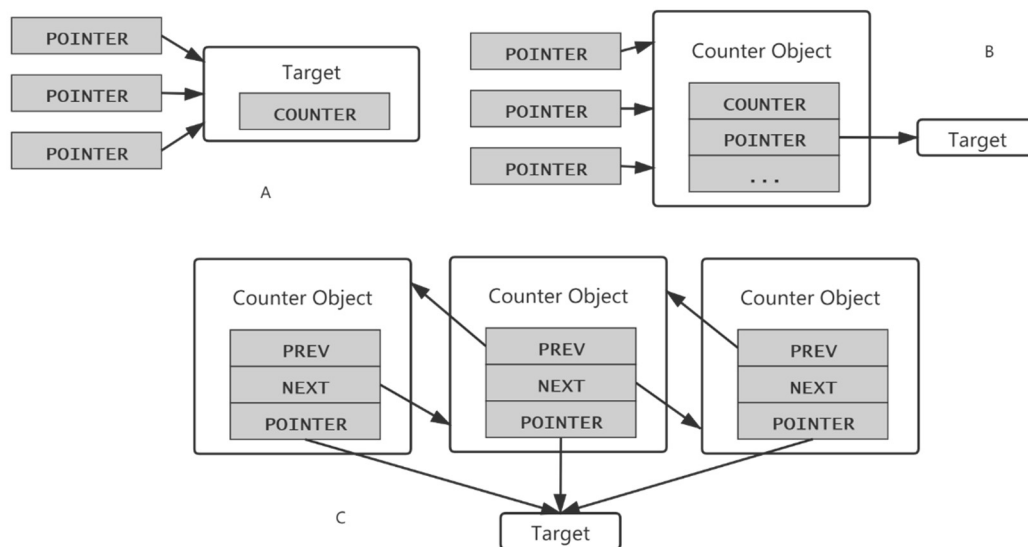 POINTER
POINTER
POINTER
Target
COUNTER
A
POINTER
POINTER
POINTER
Counter Object
COUNTER
POINTER
...
Target
B
Counter Object
PREV
NEXT
POINTER
Counter Object
PREV
NEXT
POINTER
Counter Object
PREV
NEXT
POINTER
C
Target